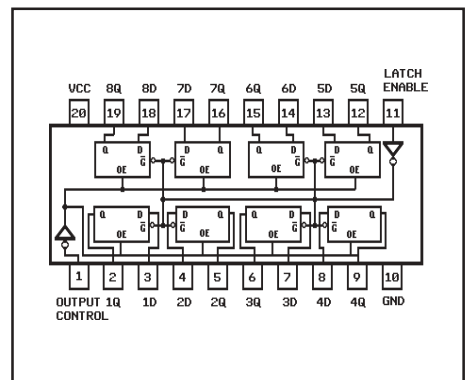 LATCH
ENABLE
VCC 8Q 8D 7D 7Q 6Q 6D 5D 5Q
20 19 18 17 16 15 14 13 12 11
Q D D Q Q D D Q
G̅ G̅ G̅ G̅
OE OE OE OE
Q D D Q Q D D Q
G̅ G̅ G̅ G̅
OE OE OE OE
1 2 3 4 5 6 7 8 9 10
OUTPUT 1Q 1D 2D 2Q 3Q 3D 4D 4Q GND
CONTROL